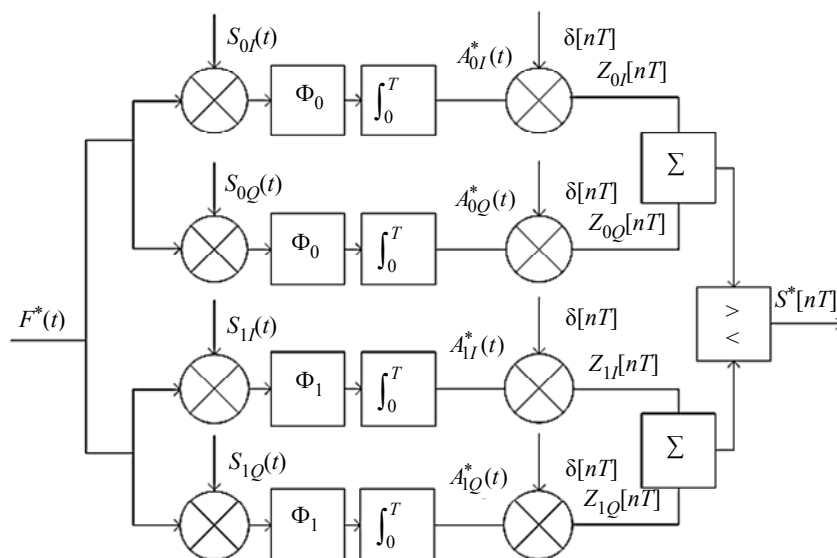 S₀I(t) Φ₀ ∫₀ᵀ A*₀I(t) δ[nT] Z₀I[nT]
Σ
S₀Q(t) Φ₀ ∫₀ᵀ A*₀Q(t) δ[nT] Z₀Q[nT]
F*(t)
> <
S*[nT]
S₁I(t) Φ₁ ∫₀ᵀ A*₁I(t) δ[nT] Z₁I[nT]
Σ
S₁Q(t) Φ₁ ∫₀ᵀ A*₁Q(t) δ[nT] Z₁Q[nT]